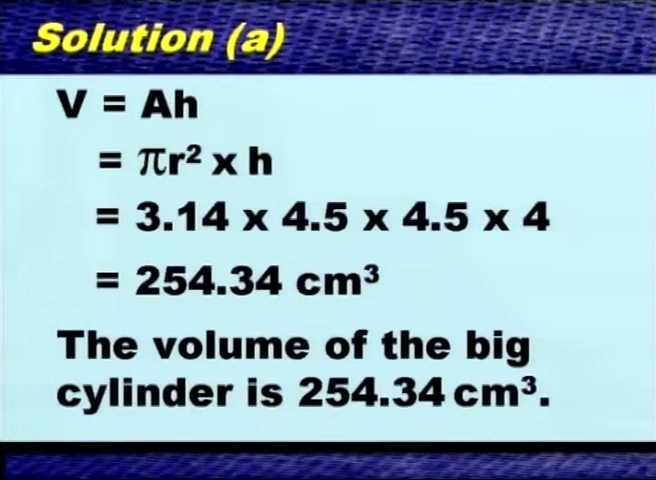 Solution (a)
V = Ah
= πr² x h
= 3.14 x 4.5 x 4.5 x 4
= 254.34 cm³
The volume of the big
cylinder is 254.34 cm³.